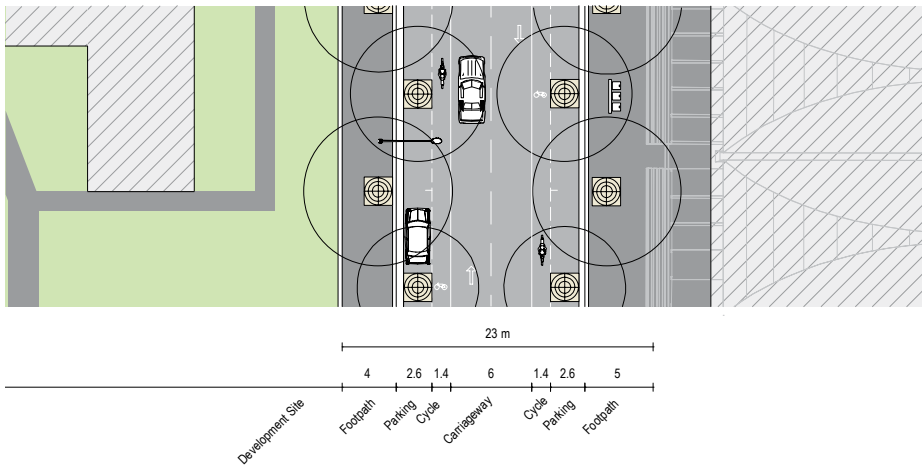 23 m
4 2.6 1.4 6 1.4 2.6 5
Development Site
Footpath
Parking
Cycle
Carriageway
Cycle
Parking
Footpath